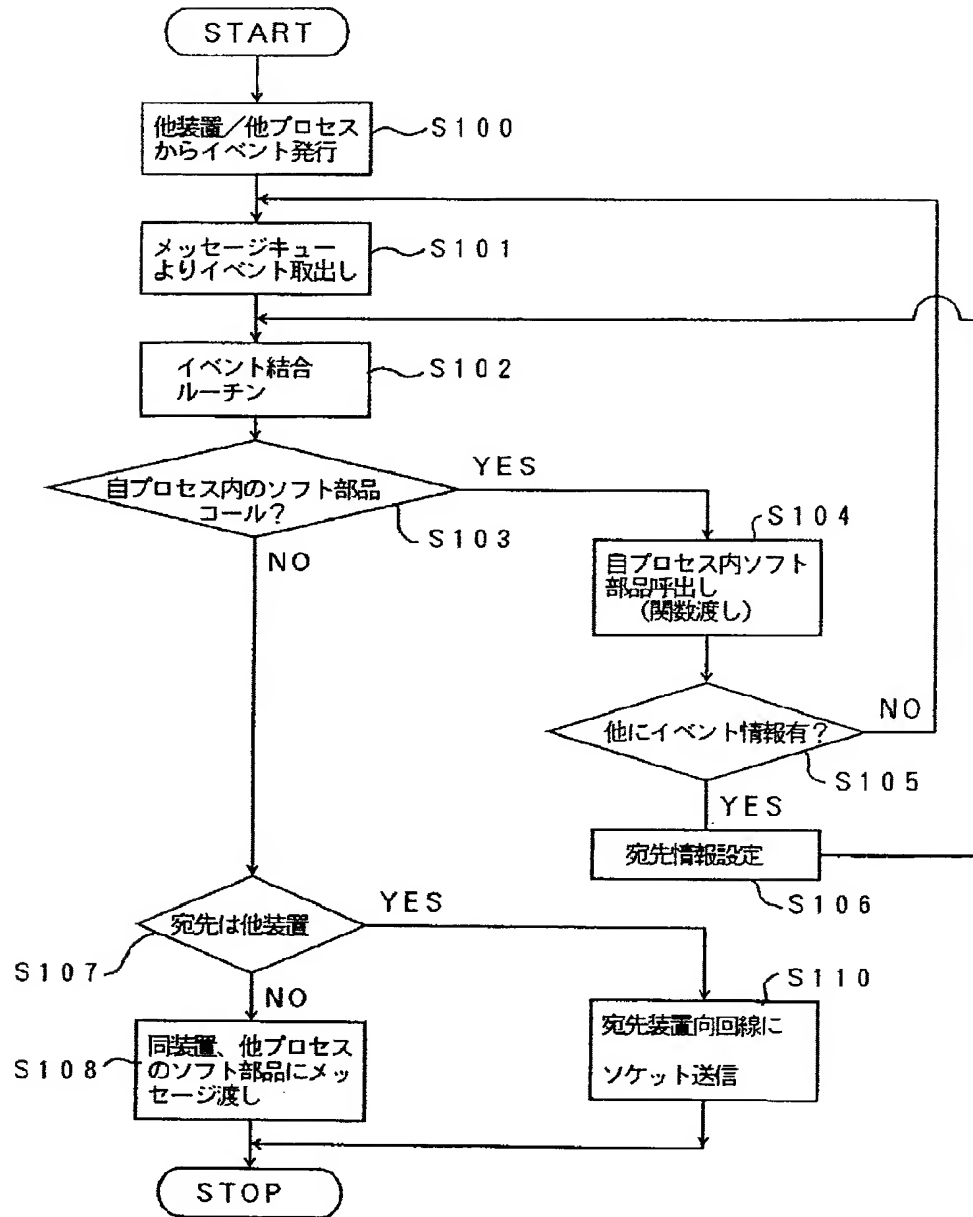 START
他装置／他プロセス
からイベント発行
S100
メッセージキュー
よりイベント取出し
S101
イベント結合
ルーチン
S102
自プロセス内のソフト部品
コール？
S103
YES
NO
S104
自プロセス内ソフト
部品呼出し
（関数渡し）
他にイベント情報有？
NO
S105
YES
宛先情報設定
S106
宛先は他装置
YES
S107
NO
S110
宛先装置向回線に
ソケット送信
同装置、他プロセス
のソフト部品にメッ
セージ渡し
S108
STOP